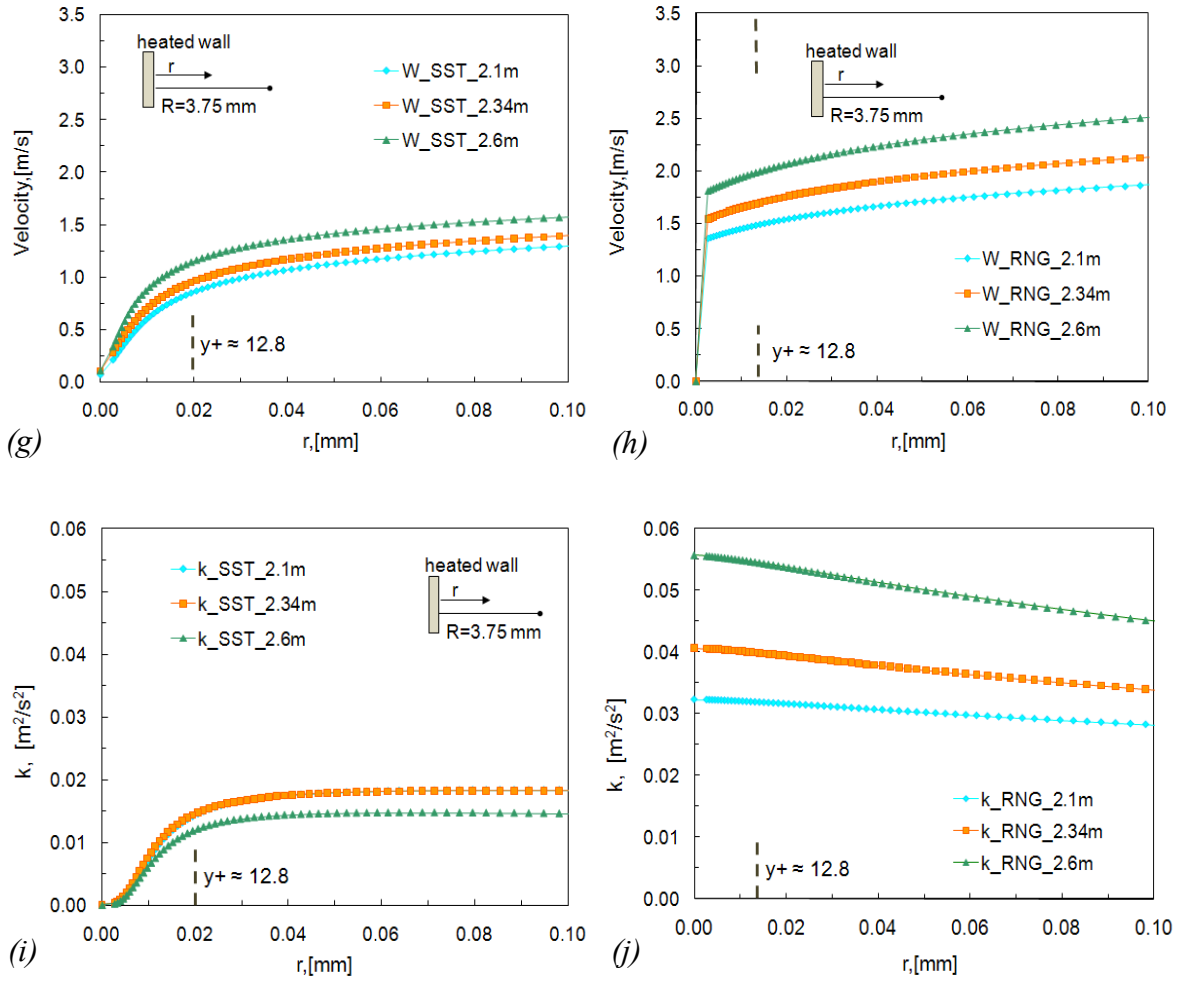 3.5
3.0
2.5
2.0
1.5
1.0
0.5
0.0
Velocity,[m/s]
heated wall
r
R=3.75 mm
W_SST_2.1m
W_SST_2.34m
W_SST_2.6m
y+ ≈ 12.8
0.00 0.02 0.04 0.06 0.08 0.10
r,[mm]
(g)
3.5
3.0
2.5
2.0
1.5
1.0
0.5
0.0
Velocity,[m/s]
heated wall
r
R=3.75 mm
W_RNG_2.1m
W_RNG_2.34m
W_RNG_2.6m
y+ ≈ 12.8
0.00 0.02 0.04 0.06 0.08 0.10
r,[mm]
(h)
0.06
0.05
0.04
0.03
0.02
0.01
0.00
k, [m²/s²]
k_SST_2.1m
k_SST_2.34m
k_SST_2.6m
heated wall
r
R=3.75 mm
y+ ≈ 12.8
0.00 0.02 0.04 0.06 0.08 0.10
r,[mm]
(i)
0.06
0.05
0.04
0.03
0.02
0.01
0.00
k, [m²/s²]
k_RNG_2.1m
k_RNG_2.34m
k_RNG_2.6m
y+ ≈ 12.8
0.00 0.02 0.04 0.06 0.08 0.10
r,[mm]
(j)